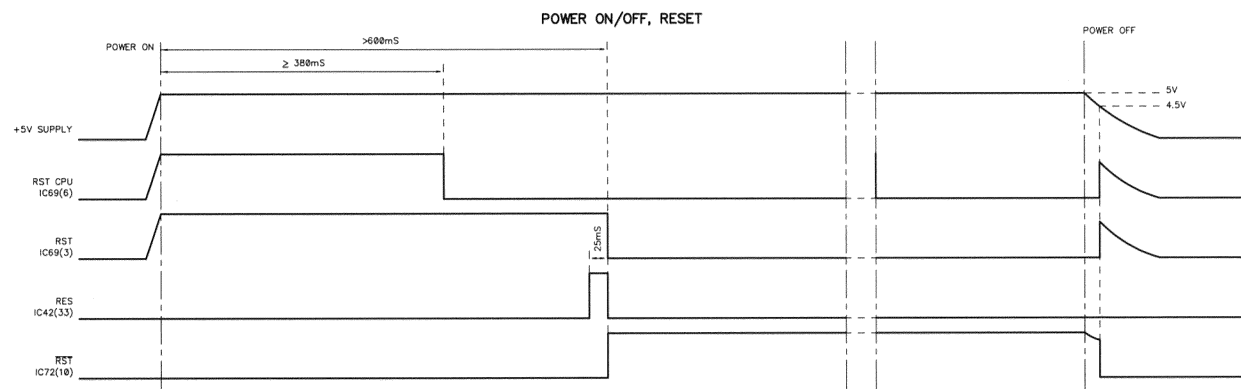 POWER ON/OFF, RESET
POWER ON
>600mS
POWER OFF
≥ 380mS
5V
4.5V
+5V SUPPLY
RST CPU
IC69(6)
RST
IC69(3)
25mS
RES
IC42(33)
R̅S̅T̅
IC72(10)